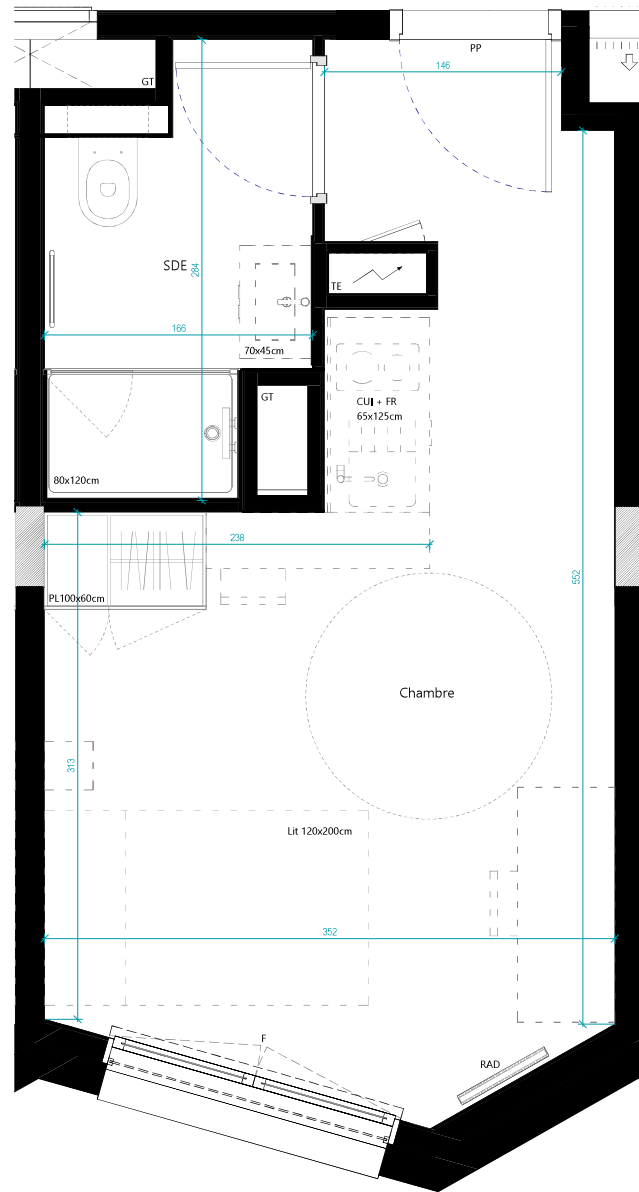 PP
146
GT
SDE
284
TE
166
70x45cm
GT
CUI + FR
65x125cm
80x120cm
238
552
PL100x60cm
Chambre
313
Lit 120x200cm
352
F
RAD